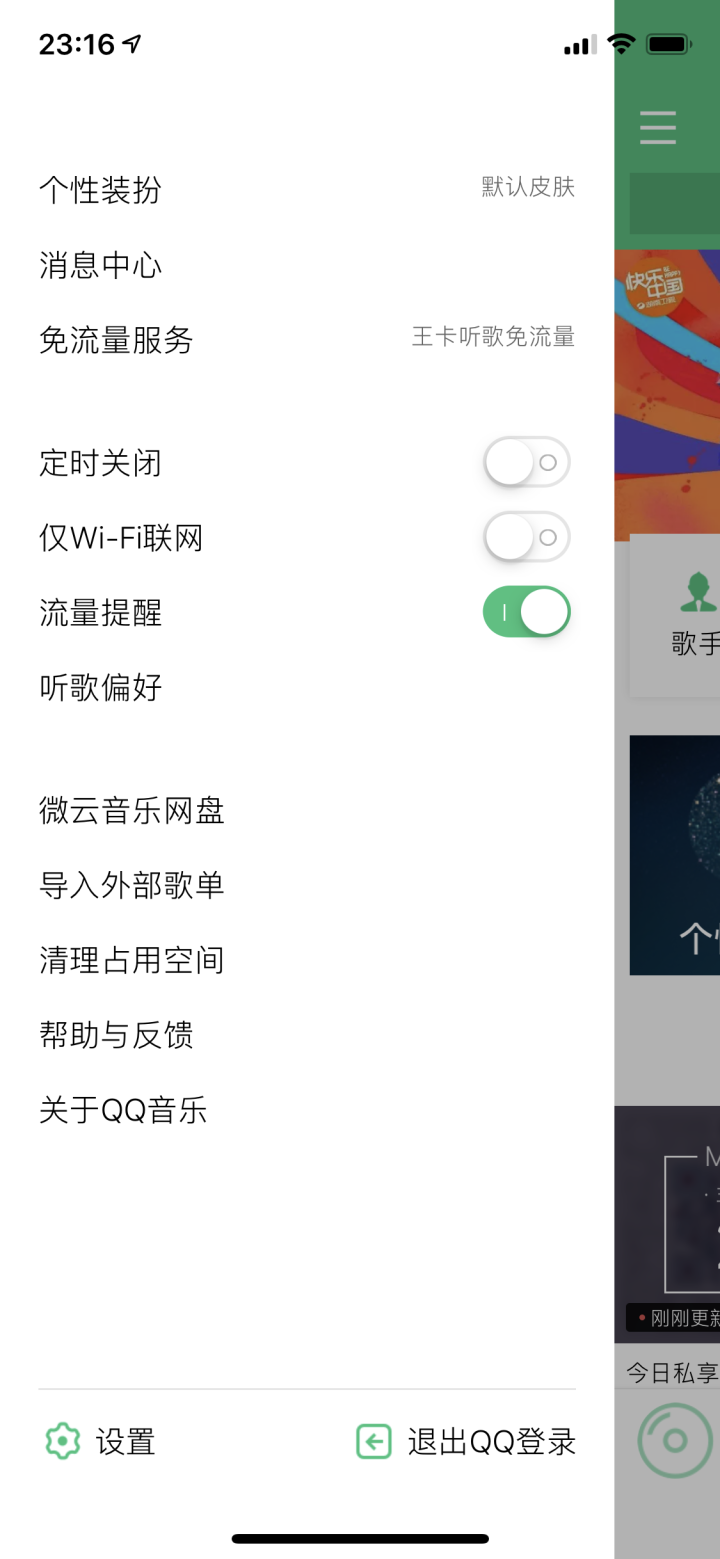 23:16
个性装扮 默认皮肤
消息中心
免流量服务 王卡听歌免流量
定时关闭
仅Wi-Fi联网
流量提醒
听歌偏好
微云音乐网盘
导入外部歌单
清理占用空间
帮助与反馈
关于QQ音乐
设置 退出QQ登录
快乐
中国
歌手
个
M
刚刚更新
今日私享